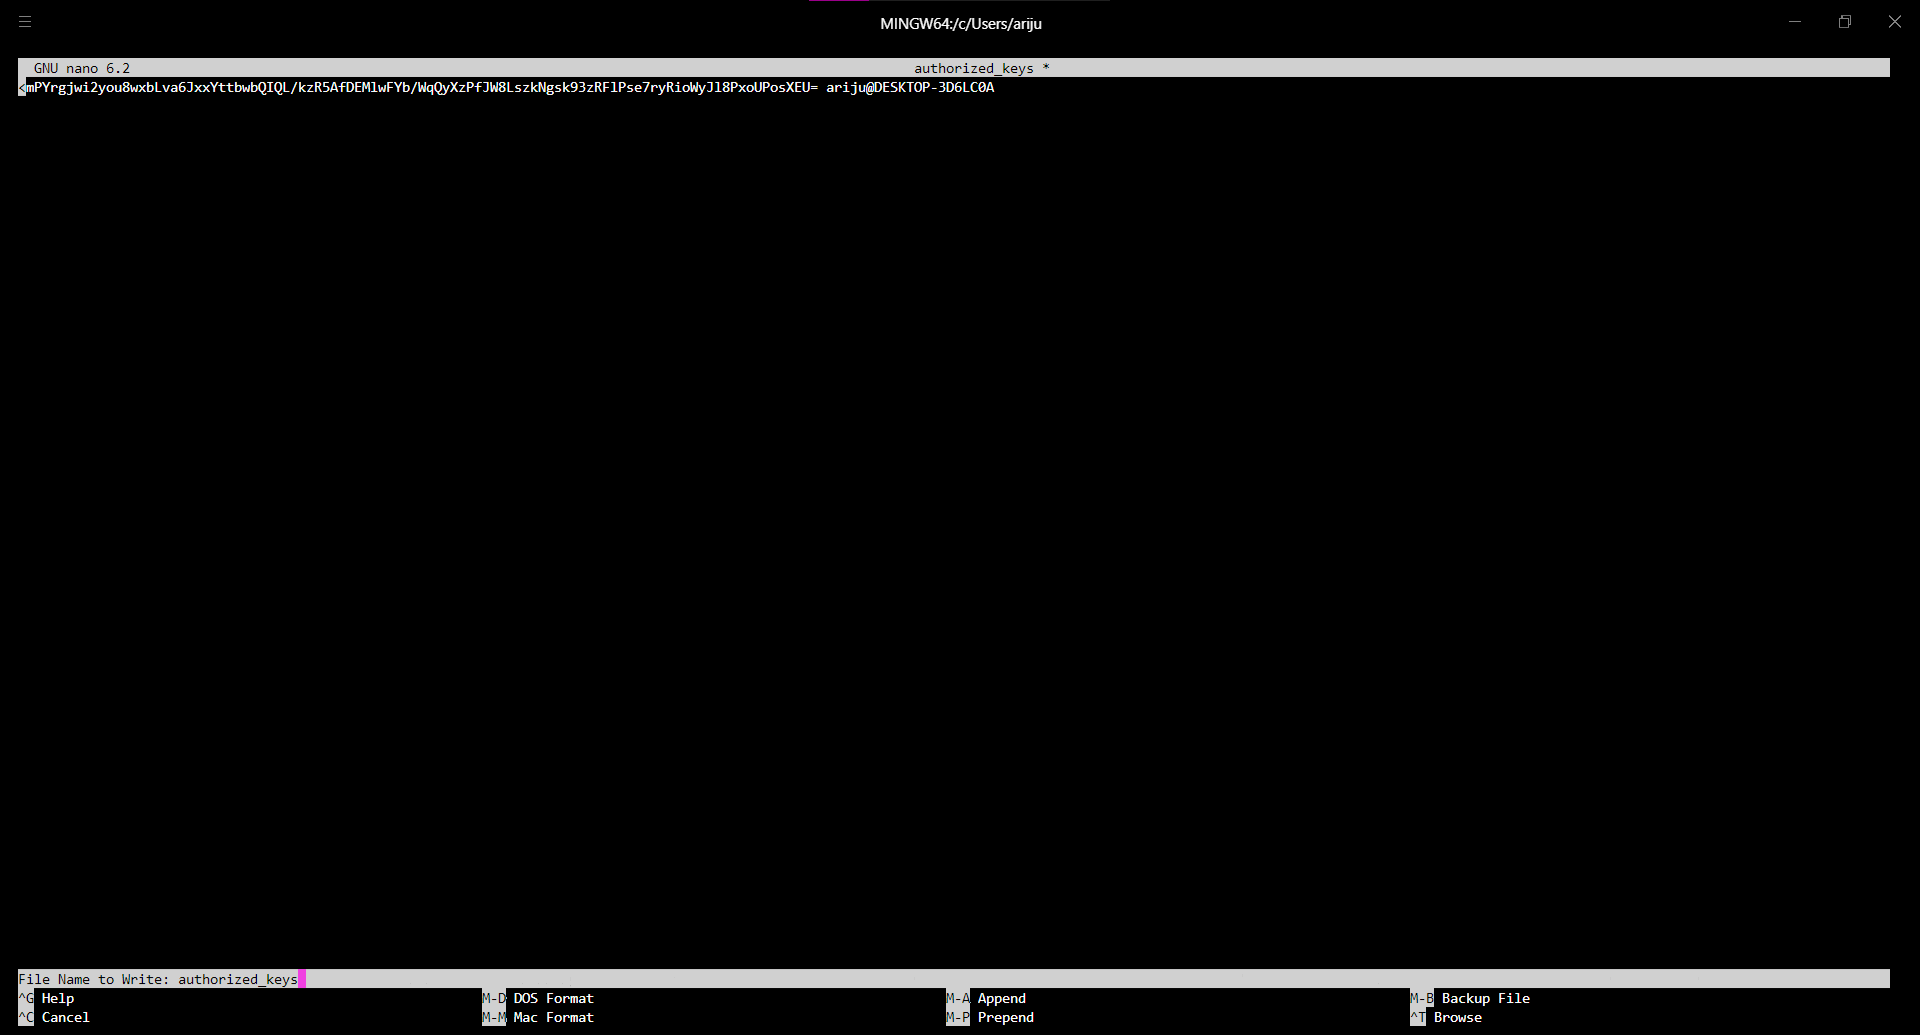 MINGW64:/c/Users/ariju
GNU nano 6.2 authorized_keys *
<mPYrgjwi2you8wxbLva6JxxYttbwbQIQL/kzR5AfDEMlwFYb/WqQyXzPfJW8LszkNgsk93zRFlPse7ryRioWyJl8PxoUPosXEU= ariju@DESKTOP-3D6LC0A
File Name to Write: authorized_keys
^G Help M-D DOS Format M-A Append M-B Backup File
^C Cancel M-M Mac Format M-P Prepend ^T Browse